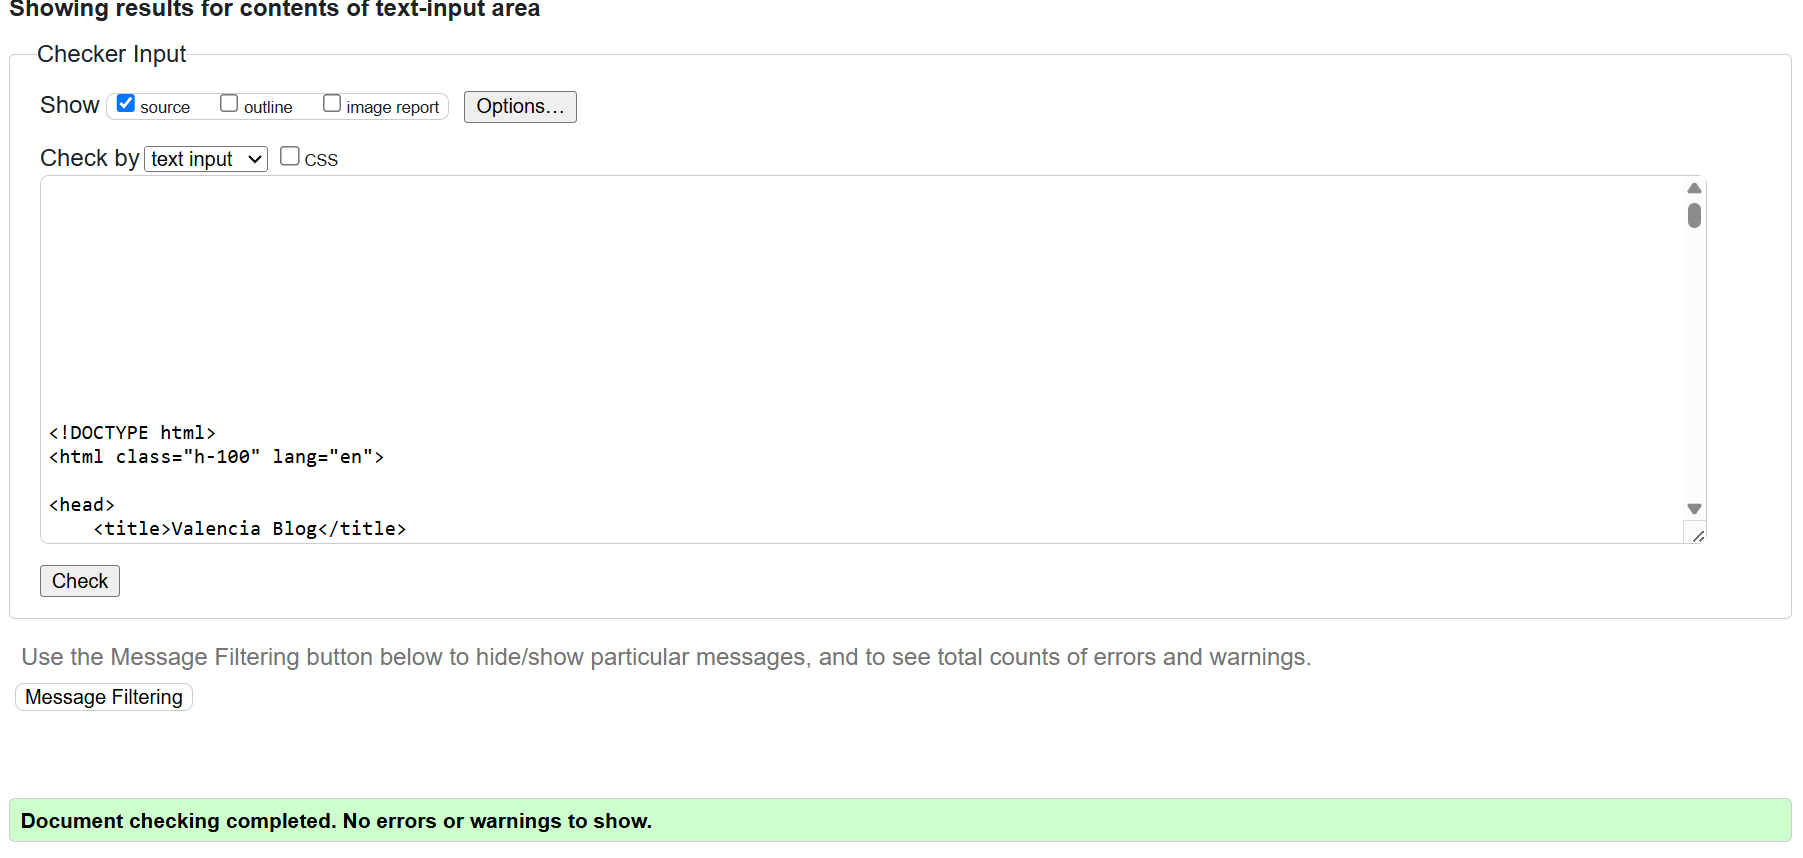 Showing results for contents of text-input area
Checker Input
Show source outline image report Options…
Check by text input CSS
<!DOCTYPE html>
<html class="h-100" lang="en">
<head>
<title>Valencia Blog</title>
Check
Use the Message Filtering button below to hide/show particular messages, and to see total counts of errors and warnings.
Message Filtering
Document checking completed. No errors or warnings to show.